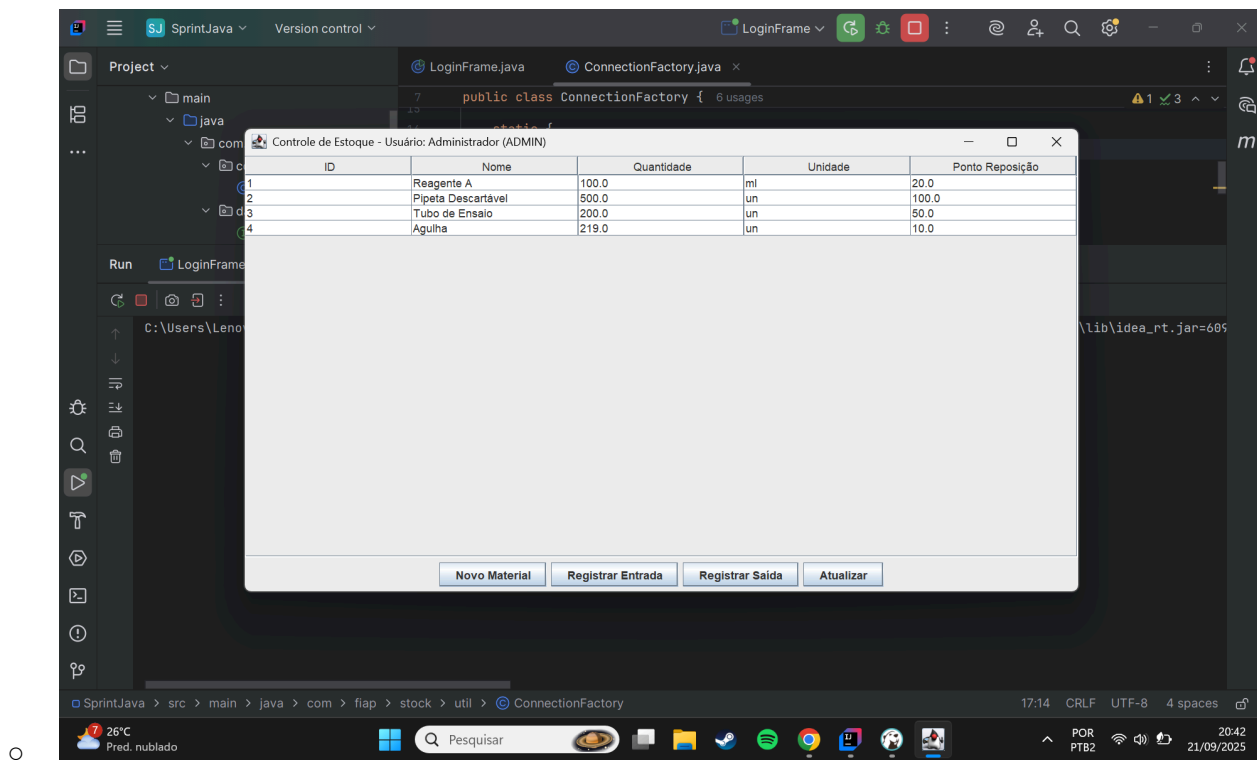 SJ SprintJava Version control LoginFrame
Project LoginFrame.java ConnectionFactory.java
main 7 public class ConnectionFactory { 6 usages 1 3
java
static {
com
Controle de Estoque - Usuário: Administrador (ADMIN)
ID Nome Quantidade Unidade Ponto Reposição
1 Reagente A 100.0 ml 20.0
2 Pipeta Descartável 500.0 un 100.0
3 Tubo de Ensaio 200.0 un 50.0
4 Agulha 219.0 un 10.0
Run LoginFrame
C:\Users\Leno \lib\idea_rt.jar=609
Novo Material Registrar Entrada Registrar Saída Atualizar
SprintJava > src > main > java > com > fiap > stock > util > ConnectionFactory 17:14 CRLF UTF-8 4 spaces
7 26°C
Pred. nublado
Pesquisar
POR
PTB2
20:42
21/09/2025